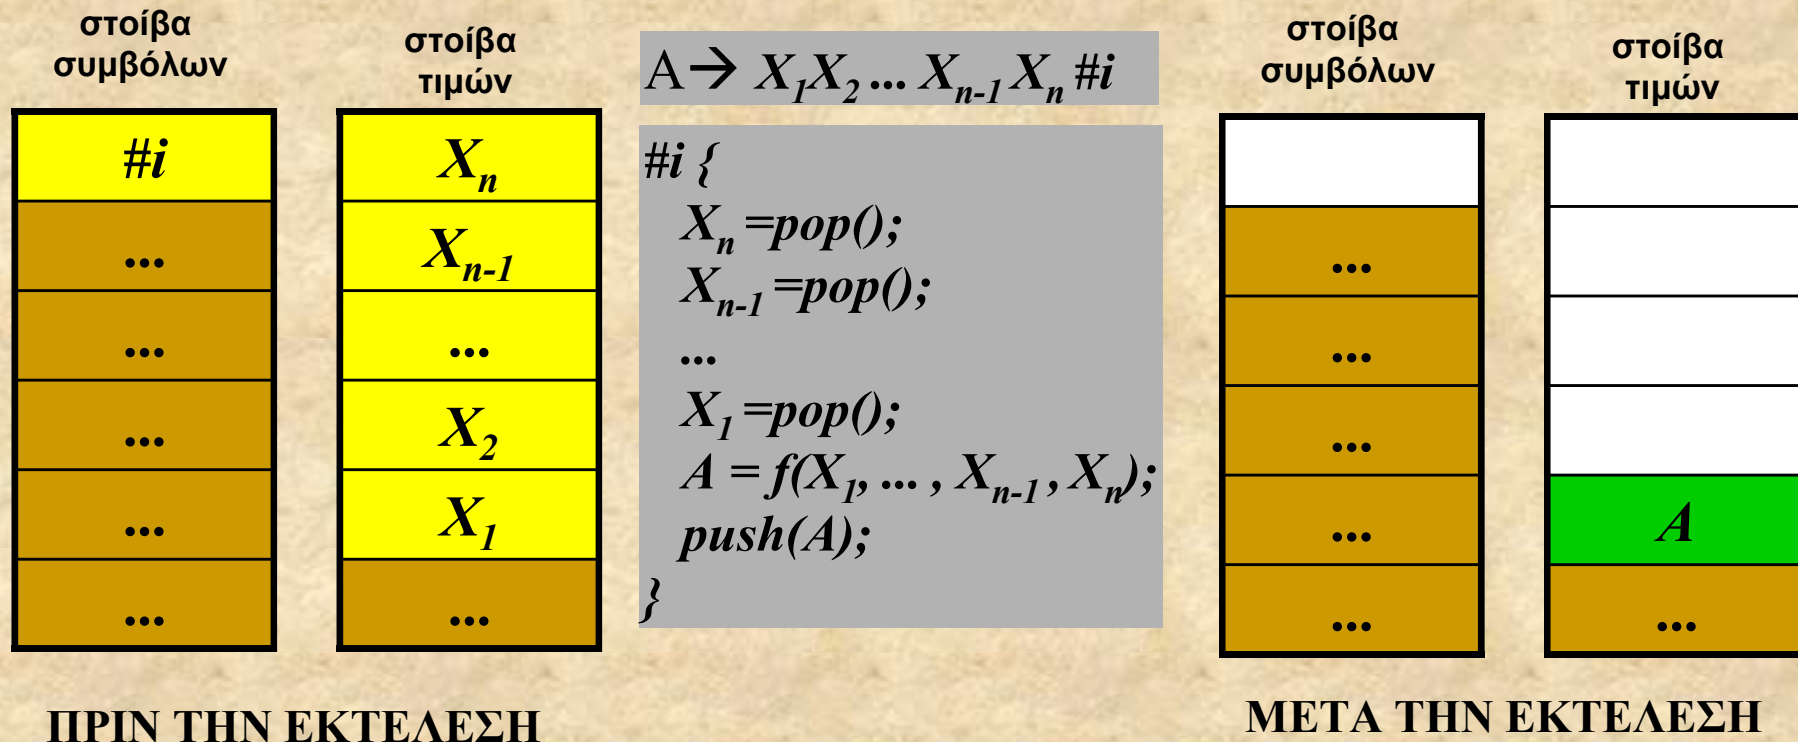 στοίβα
συμβόλων
#i
...
...
...
...
...
στοίβα
τιμών
Xₙ
Xₙ₋₁
...
X₂
X₁
...
ΠΡΙΝ ΤΗΝ ΕΚΤΕΛΕΣΗ
A→ X₁X₂ ... Xₙ₋₁ Xₙ #i
#i {
Xₙ =pop();
Xₙ₋₁ =pop();
...
X₁ =pop();
A = f(X₁, ... , Xₙ₋₁ , Xₙ);
push(A);
}
στοίβα
συμβόλων
...
...
...
...
...
στοίβα
τιμών
A
...
ΜΕΤΑ ΤΗΝ ΕΚΤΕΛΕΣΗ